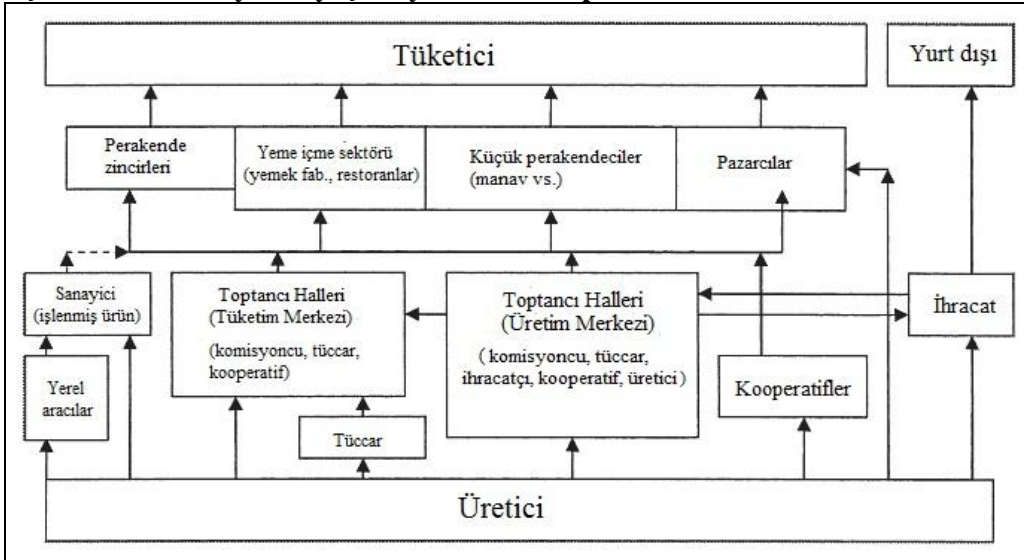 Tüketici
Yurt dışı
Perakende
zincirleri
Yeme içme sektörü
(yemek fab., restoranlar)
Küçük perakendeciler
(manav vs.)
Pazarcılar
Sanayici
(işlenmiş ürün)
Toptancı Halleri
(Tüketim Merkezi)
(komisyoncu, tüccar,
kooperatif)
Toptancı Halleri
(Üretim Merkezi)
( komisyoncu, tüccar,
ihracatçı, kooperatif, üretici )
İhracat
Yerel
aracılar
Tüccar
Kooperatifler
Üretici